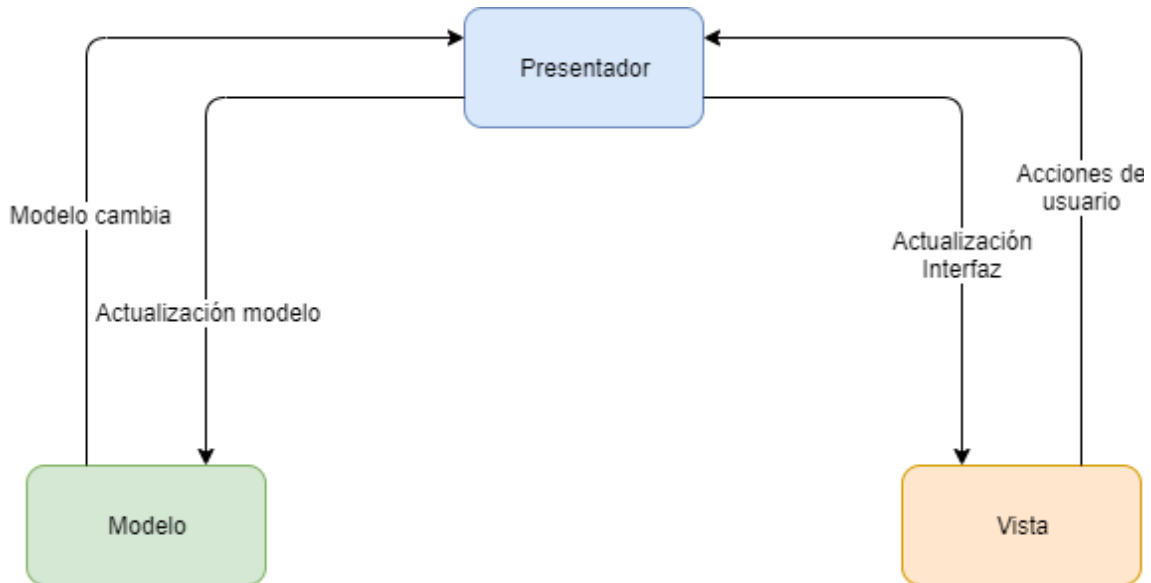 Presentador
Acciones de
usuario
Modelo cambia
Actualización
Interfaz
Actualización modelo
Modelo
Vista